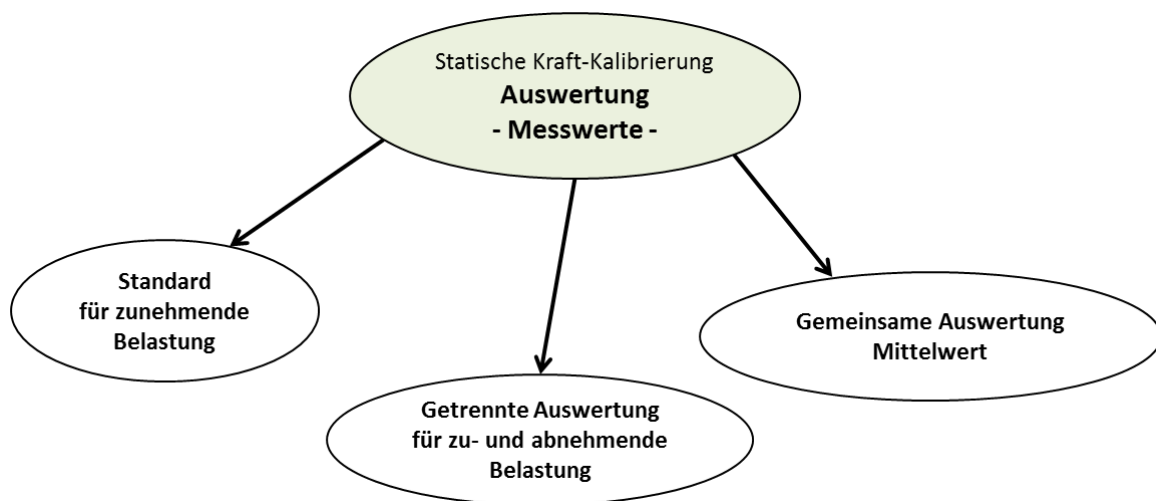 Statische Kraft-Kalibrierung
Auswertung
- Messwerte -
Standard
für zunehmende
Belastung
Getrennte Auswertung
für zu- und abnehmende
Belastung
Gemeinsame Auswertung
Mittelwert